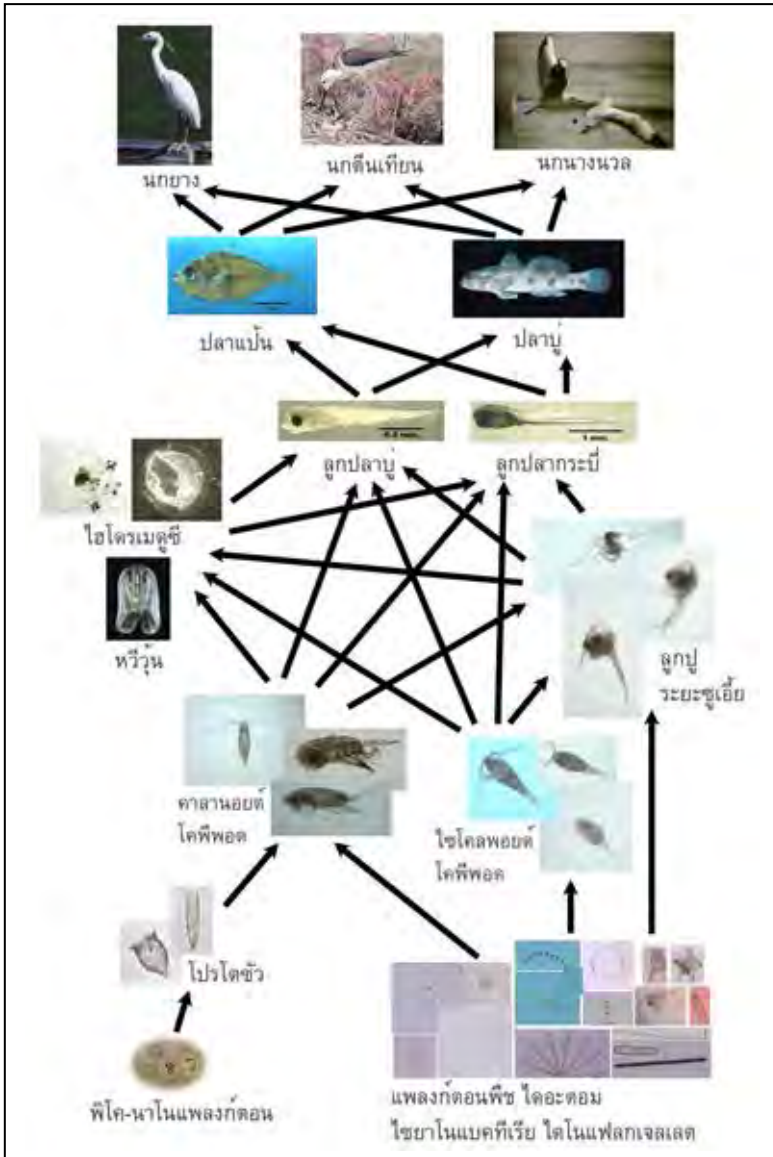 นกยาง
นกตีนเทียน
นกนางนวล
ปลาแป้น
ปลาบู่
ลูกปลาบู่
ลูกปลากระบี่
1 mm.
ไฮโดรเมดูซี
หวีวุ้น
ลูกปู
ระยะซูเอี้ย
คาลานอยด์
โคพีพอด
ไซโคลพอยด์
โคพีพอด
โปรโตซัว
พิโค-นาโนแพลงก์ตอน
แพลงก์ตอนพืช ไดอะตอม
ไซยาโนแบคทีเรีย ไดโนแฟลกเจลเลต